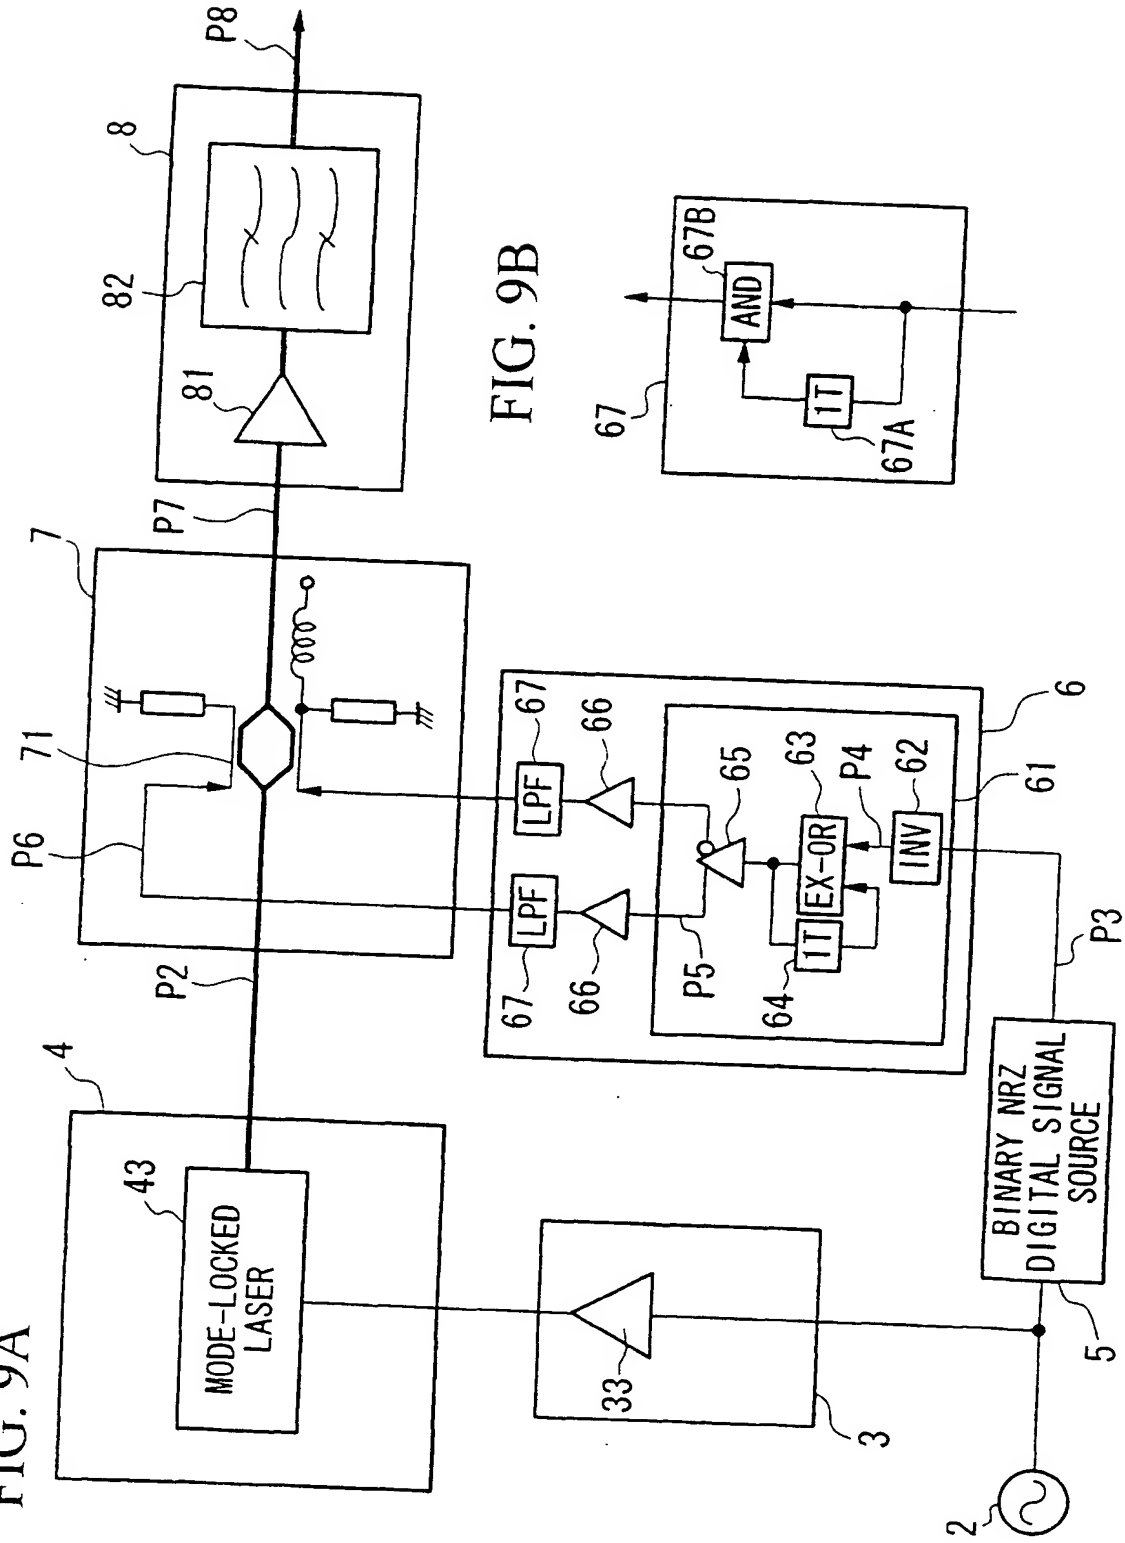 FIG. 9A
4
43
MODE-LOCKED
LASER
P2
7
P6
71
P7
8
81
82
P8
3
33
2
5
BINARY NRZ
DIGITAL SIGNAL
SOURCE
P3
6
61
INV
62
P4
EX-OR
63
1T
64
65
P5
66
66
LPF
67
LPF
67
FIG. 9B
67
1T
67A
AND
67B